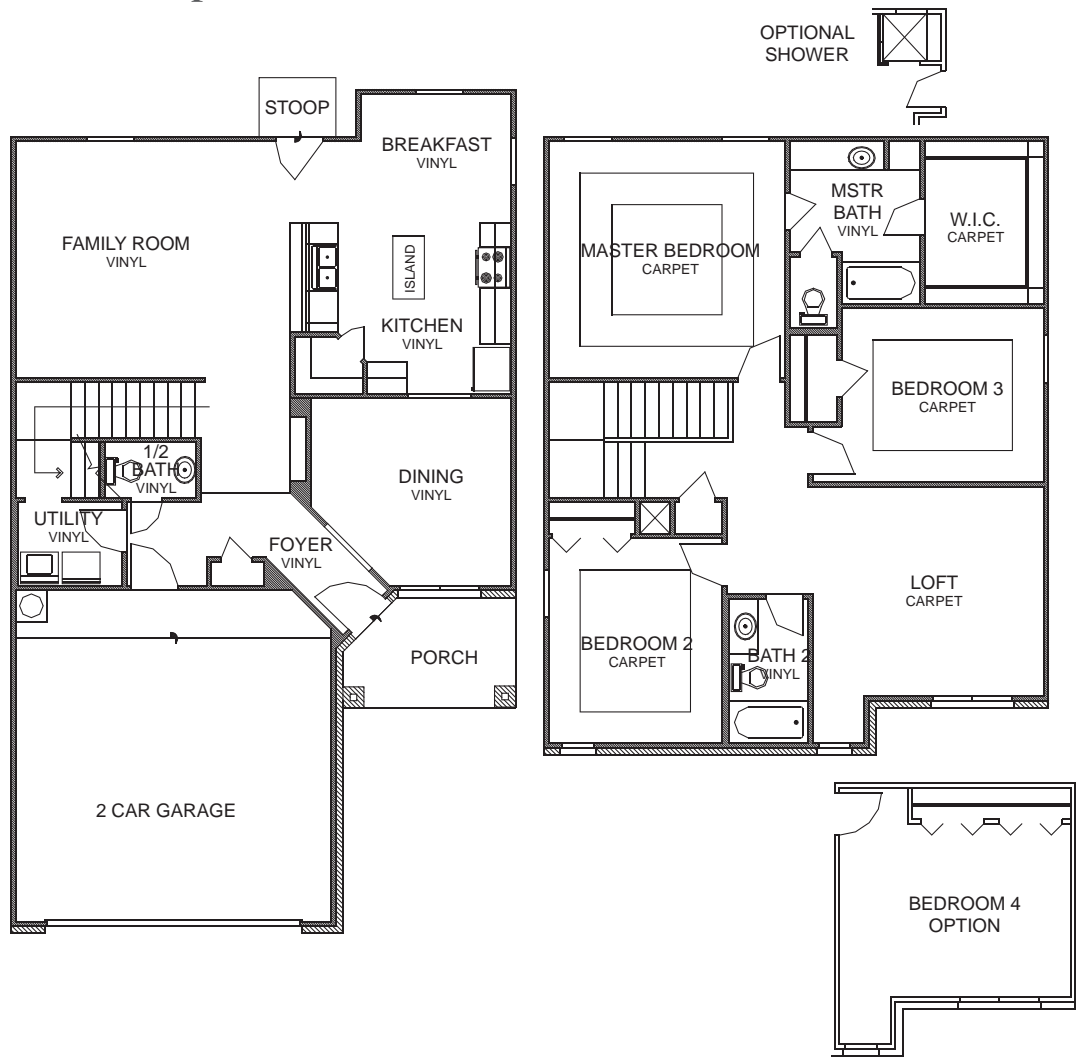 OPTIONAL
SHOWER
STOOP
BREAKFAST
VINYL
FAMILY ROOM
VINYL
ISLAND
KITCHEN
VINYL
1/2
BATH
VINYL
DINING
VINYL
UTILITY
VINYL
FOYER
VINYL
PORCH
2 CAR GARAGE
MSTR
BATH
VINYL
W.I.C.
CARPET
MASTER BEDROOM
CARPET
BEDROOM 3
CARPET
LOFT
CARPET
BEDROOM 2
CARPET
BATH 2
VINYL
BEDROOM 4
OPTION